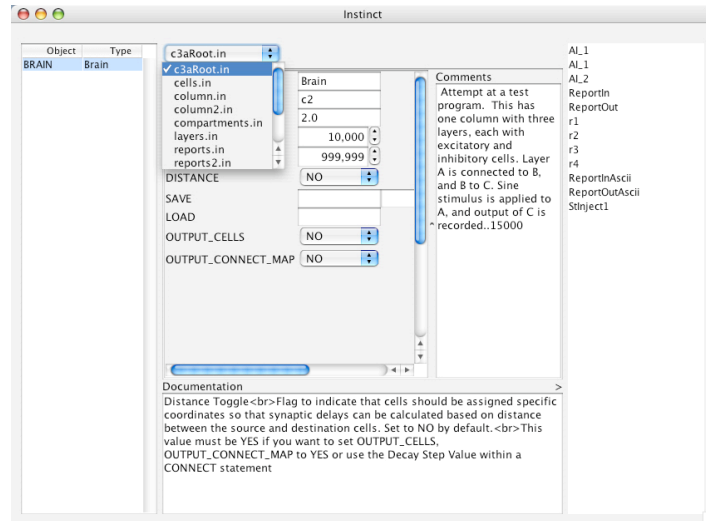 Instinct
Object Type
BRAIN Brain
c3aRoot.in
✓ c3aRoot.in
cells.in
column.in
column2.in
compartments.in
layers.in
reports.in
reports2.in
Brain
c2
2.0
10,000
999,999
DISTANCE NO
SAVE
LOAD
OUTPUT_CELLS NO
OUTPUT_CONNECT_MAP NO
Comments
Attempt at a test
program. This has
one column with three
layers, each with
excitatory and
inhibitory cells. Layer
A is connected to B,
and B to C. Sine
stimulus is applied to
A, and output of C is
recorded..15000
AI_1
AI_1
AI_2
ReportIn
ReportOut
r1
r2
r3
r4
ReportInAscii
ReportOutAscii
StInject1
Documentation >
Distance Toggle<br>Flag to indicate that cells should be assigned specific
coordinates so that synaptic delays can be calculated based on distance
between the source and destination cells. Set to NO by default.<br>This
value must be YES if you want to set OUTPUT_CELLS,
OUTPUT_CONNECT_MAP to YES or use the Decay Step Value within a
CONNECT statement